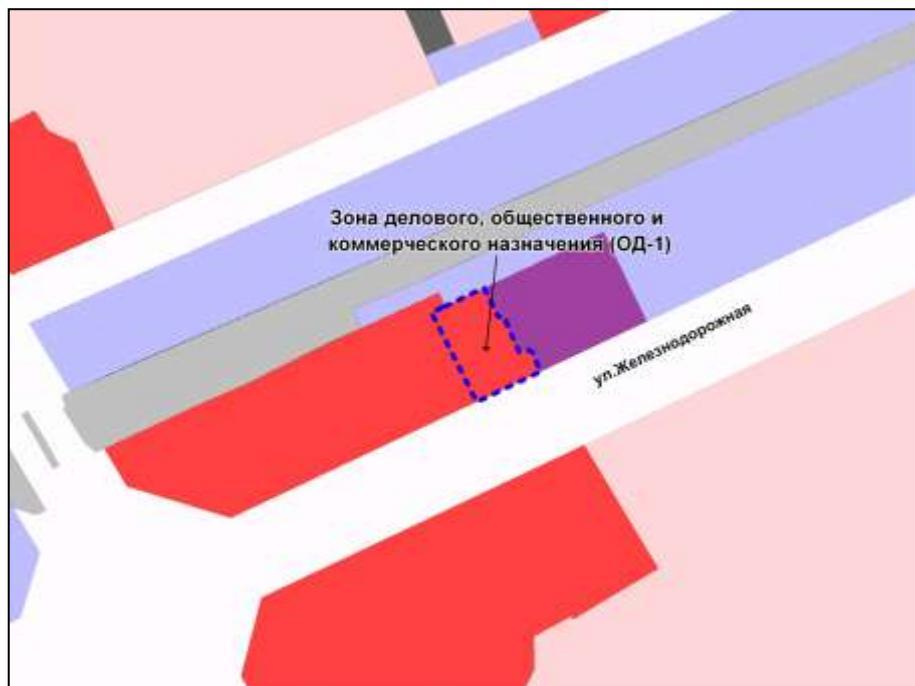 Зона делового, общественного и
коммерческого назначения (ОД-1)
ул.Железнодорожная